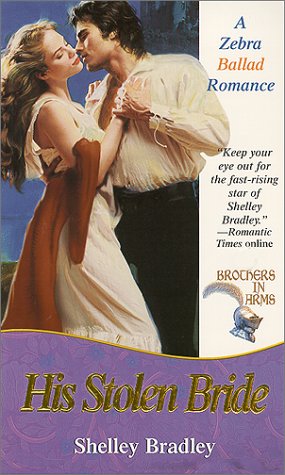 A
Zebra
Ballad
Romance
“Keep your
eye out for
the fast-rising
star of
Shelley
Bradley.”
—Romantic
Times online
BROTHERS
IN
ARMS
His Stolen Bride
Shelley Bradley